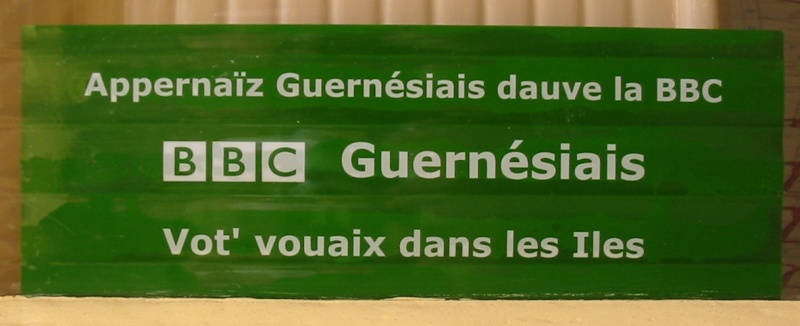 Appernaïz Guernésiais dauve la BBC
BBC Guernésiais
Vot' vouaix dans les Iles